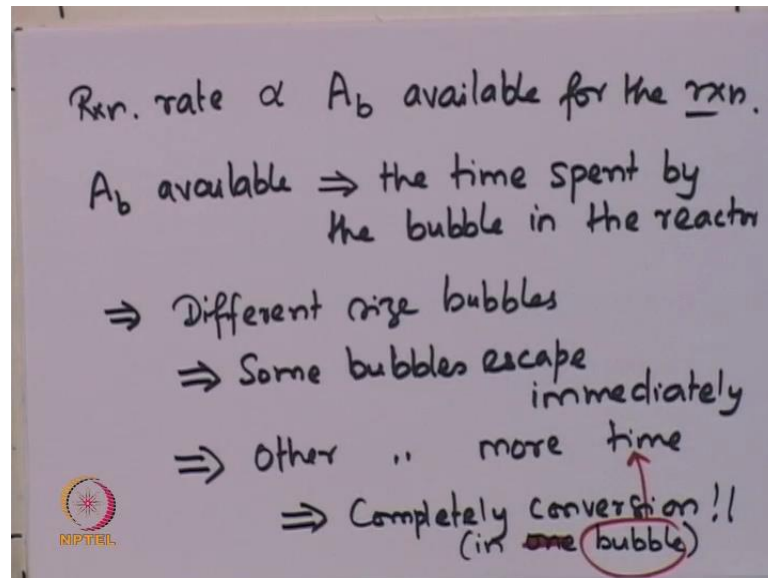 Rxn. rate α A_b available for the rxn.
A_b available ⇒ the time spent by
the bubble in the reactor
⇒ Different size bubbles
⇒ Some bubbles escape
immediately
⇒ Other ,, more time
⇒ Completely conversion!!
(in one bubble)
NPTEL